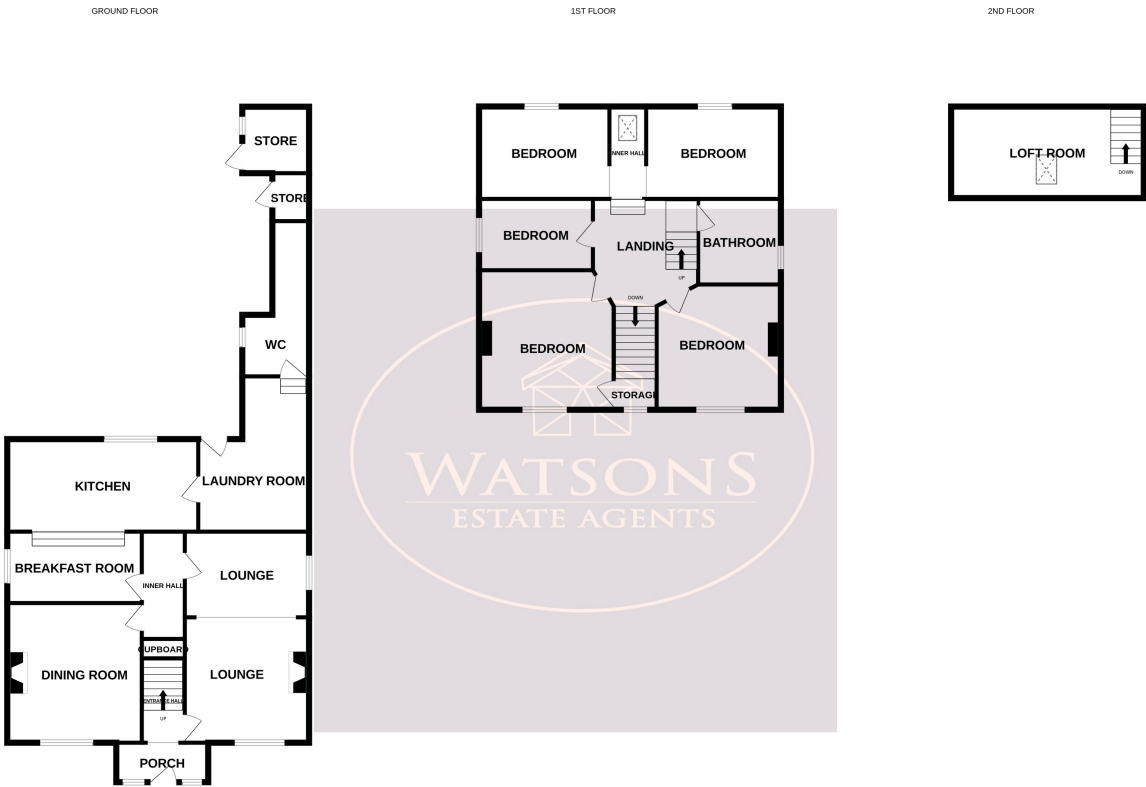 GROUND FLOOR
1ST FLOOR
2ND FLOOR
STORE
STORE
WC
LAUNDRY ROOM
KITCHEN
BREAKFAST ROOM
INNER HALL
LOUNGE
CUPBOARD
DINING ROOM
LOUNGE
ENTRANCE HALL
UP
PORCH
BEDROOM
INNER HALL
BEDROOM
BEDROOM
LANDING
BATHROOM
UP
DOWN
BEDROOM
BEDROOM
STORAGE
WATSONS
ESTATE AGENTS
LOFT ROOM
DOWN